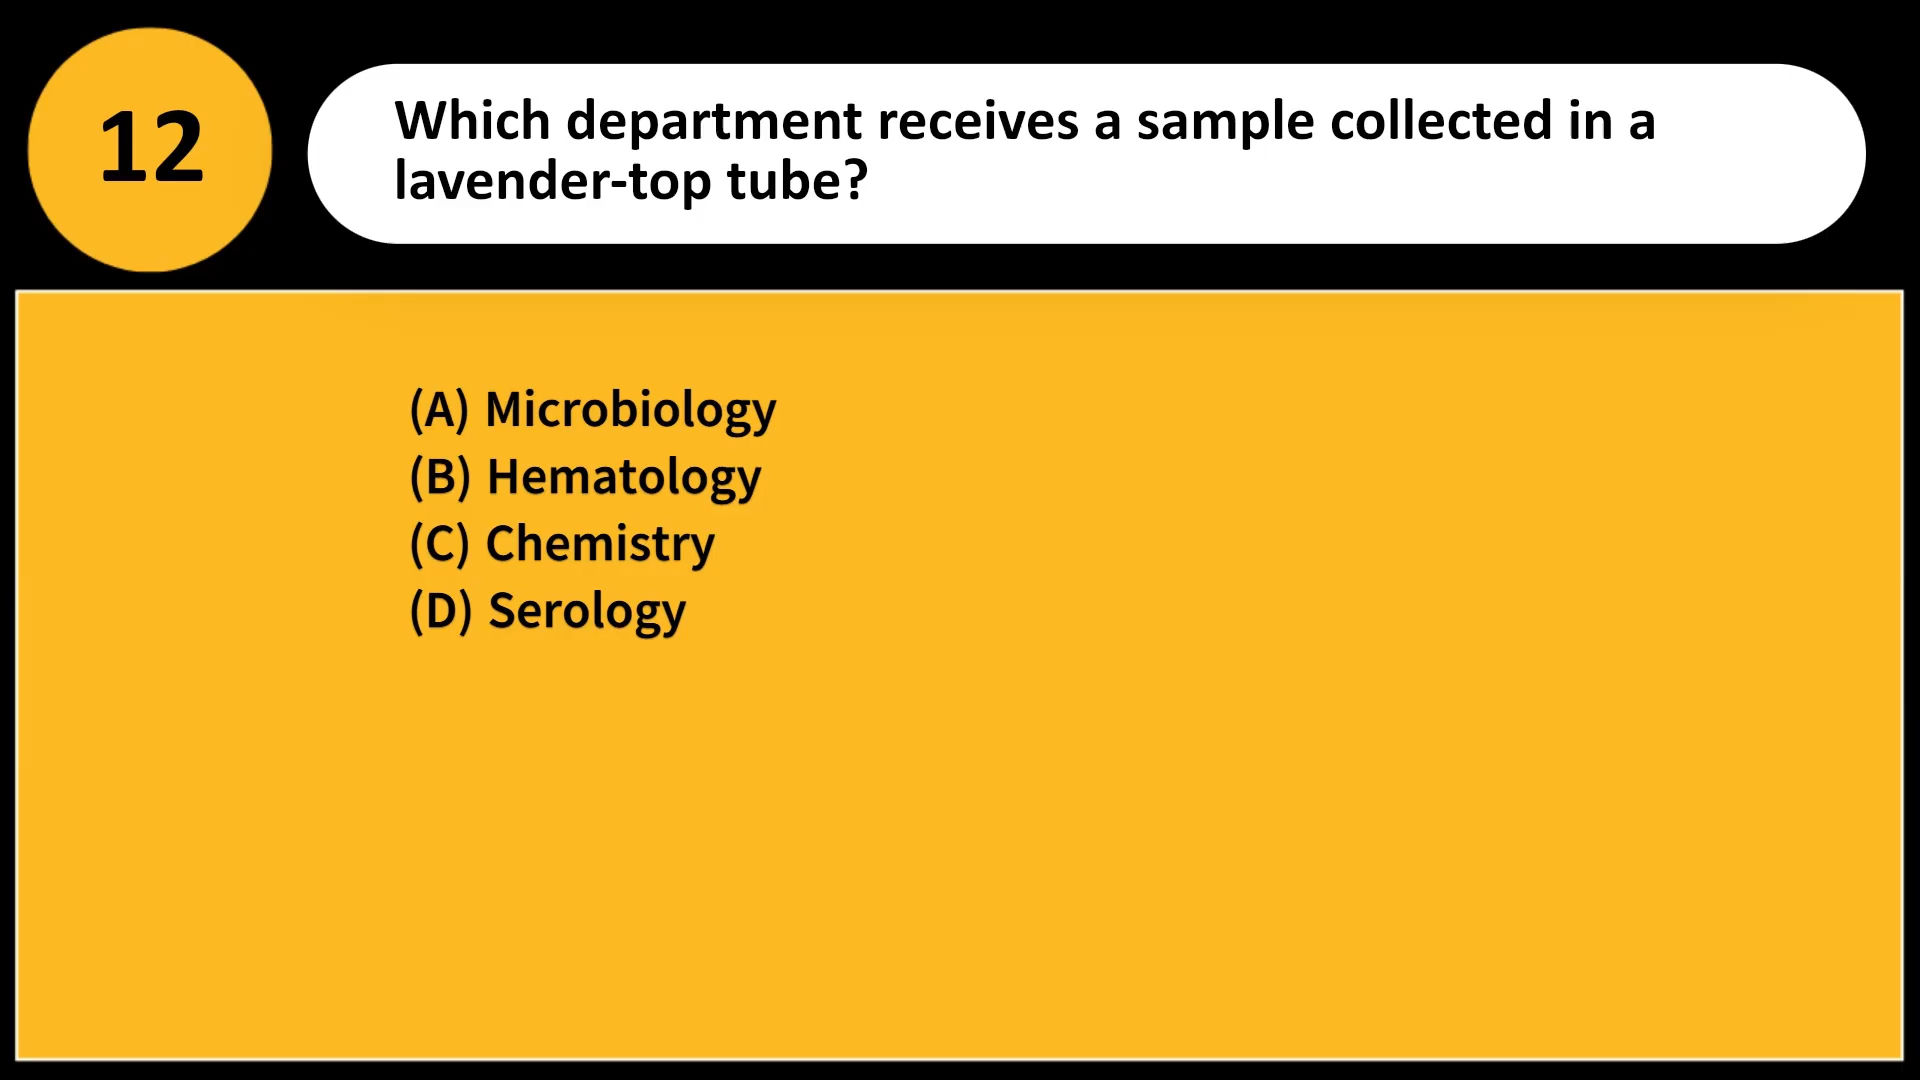 12
Which department receives a sample collected in a
lavender-top tube?
(A) Microbiology
(B) Hematology
(C) Chemistry
(D) Serology